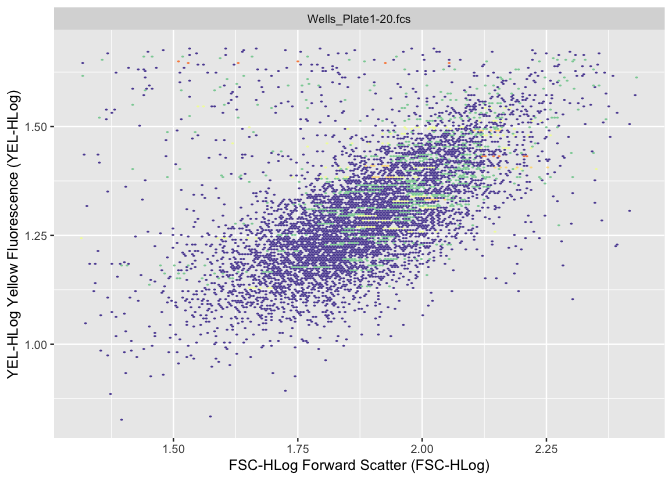 Wells_Plate1-20.fcs
YEL-HLog Yellow Fluorescence (YEL-HLog)
1.50
1.25
1.00
1.50
1.75
2.00
2.25
FSC-HLog Forward Scatter (FSC-HLog)